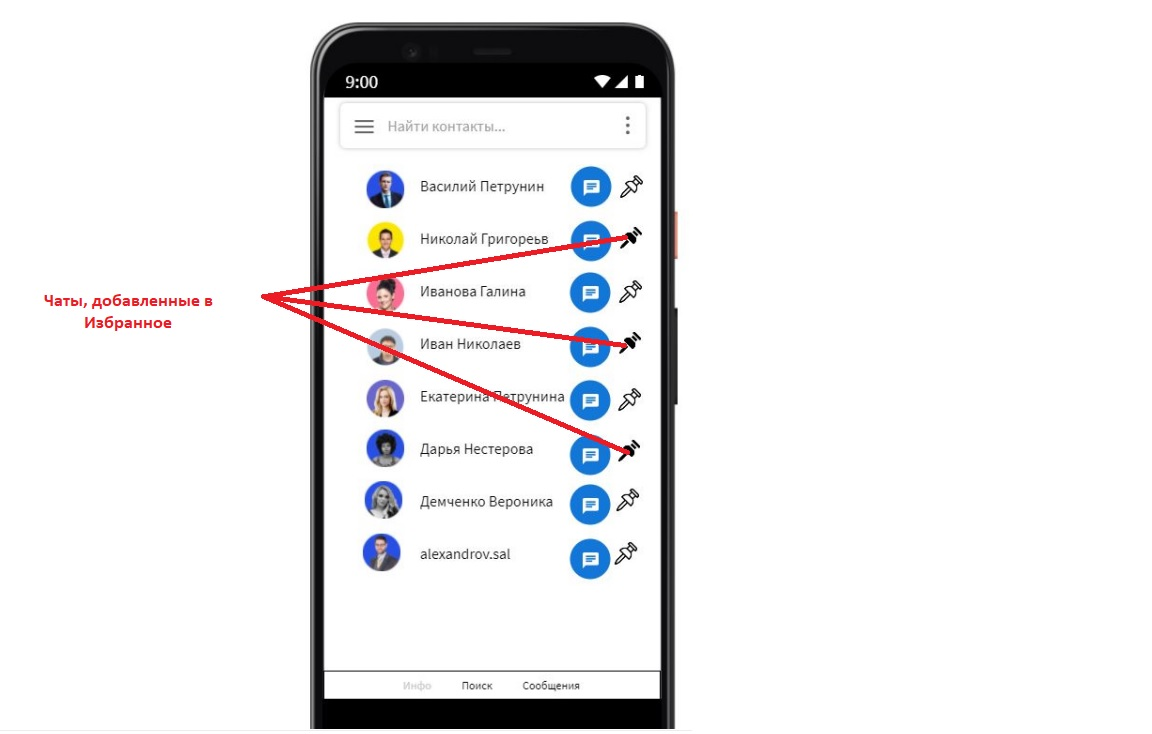 9:00
Найти контакты...
Василий Петрунин
Николай Григореьв
Иванова Галина
Чаты, добавленные в
Избранное
Иван Николаев
Екатерина Петрунина
Дарья Нестерова
Демченко Вероника
alexandrov.sal
Инфо Поиск Сообщения